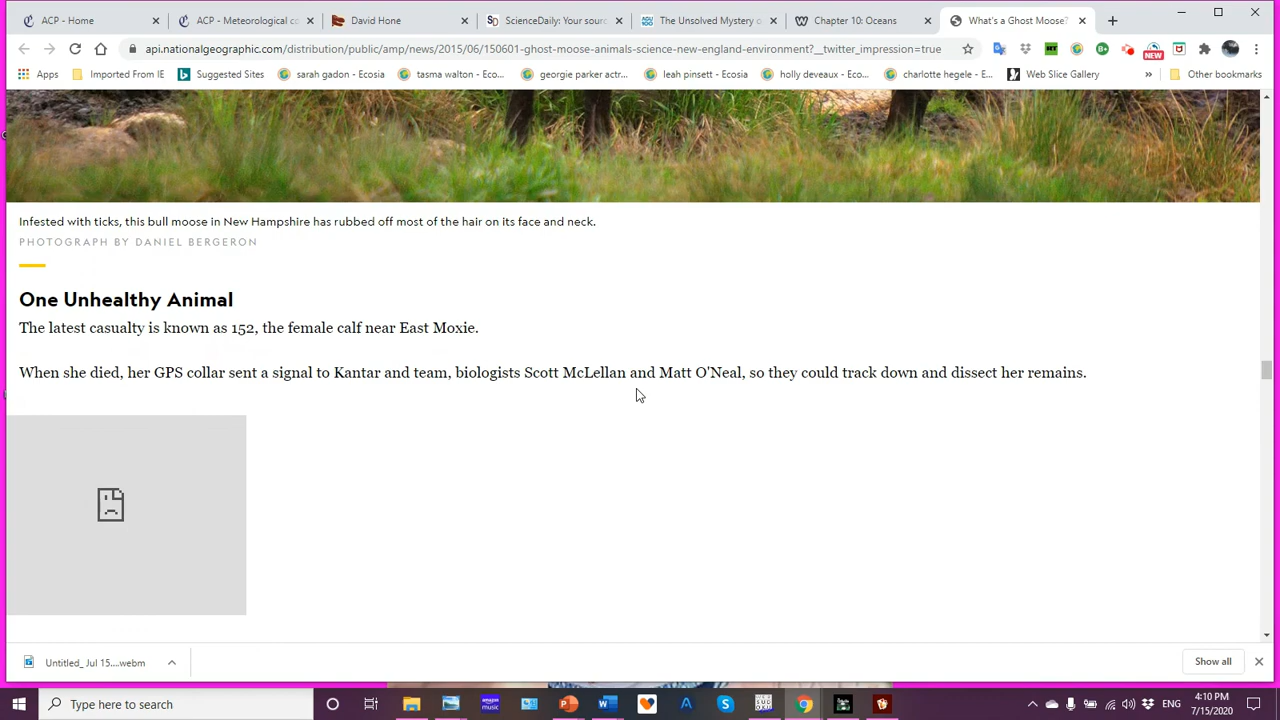 ACP - Home
ACP - Meteorological co
David Hone
ScienceDaily: Your sour
The Unsolved Mystery o
Chapter 10: Oceans
What's a Ghost Moose?
api.nationalgeographic.com/distribution/public/amp/news/2015/06/150601-ghost-moose-animals-science-new-england-environment?__twitter_impression=true
NEW
Apps
Imported From IE
Suggested Sites
sarah gadon - Ecosia
tasma walton - Eco...
georgie parker actr...
leah pinsett - Ecosia
holly deveaux - Eco...
charlotte hegele - E...
Web Slice Gallery
»
Other bookmarks
Infested with ticks, this bull moose in New Hampshire has rubbed off most of the hair on its face and neck.
PHOTOGRAPH BY DANIEL BERGERON
One Unhealthy Animal
The latest casualty is known as 152, the female calf near East Moxie.
When she died, her GPS collar sent a signal to Kantar and team, biologists Scott McLellan and Matt O'Neal, so they could track down and dissect her remains.
Untitled_ Jul 15....webm
Show all
Type here to search
amazon music
ENG
4:10 PM
7/15/2020